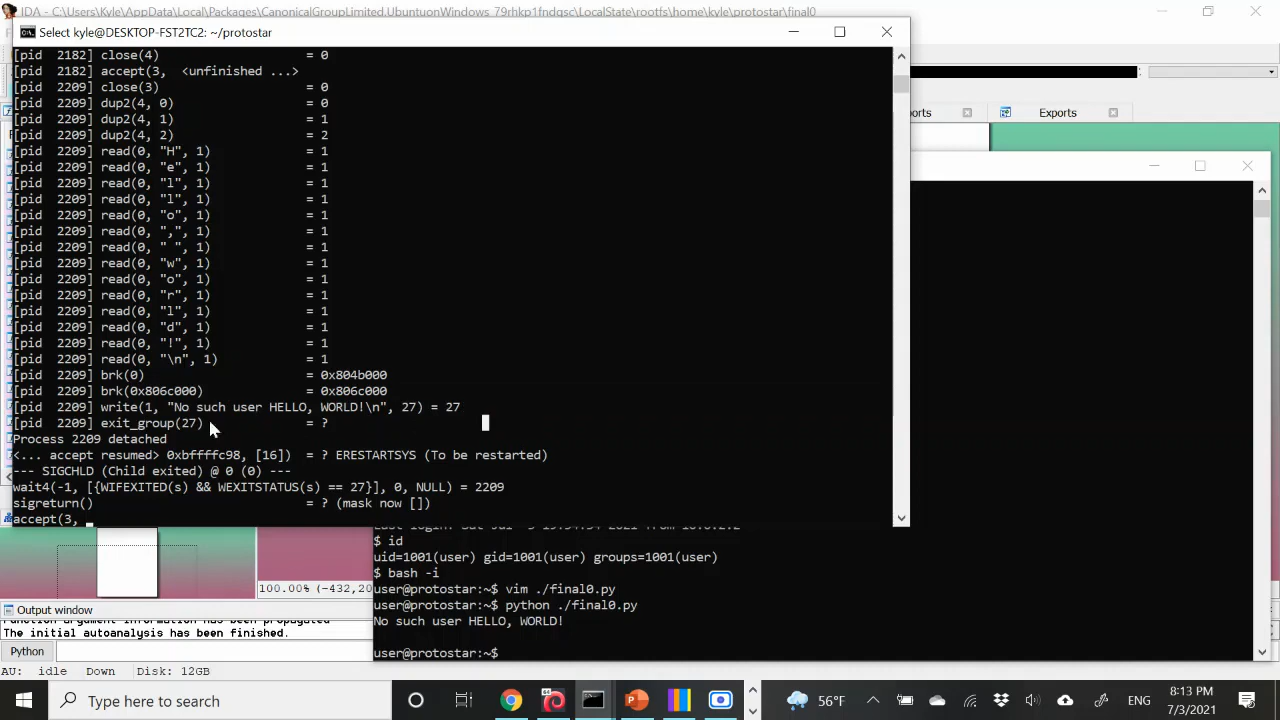 IDA - C:\Users\Kyle\AppData\Local\Packages\CanonicalGroupLimited.UbuntuonWindows_79rhkp1fndgsc\LocalState\rootfs\home\kyle\protostar\final0
Select kyle@DESKTOP-FST2TC2: ~/protostar
[pid  2182] close(4)                = 0
[pid  2182] accept(3,  <unfinished ...>
[pid  2209] close(3)                = 0
[pid  2209] dup2(4, 0)              = 0
[pid  2209] dup2(4, 1)              = 1
[pid  2209] dup2(4, 2)              = 2
[pid  2209] read(0, "H", 1)         = 1
[pid  2209] read(0, "e", 1)         = 1
[pid  2209] read(0, "l", 1)         = 1
[pid  2209] read(0, "l", 1)         = 1
[pid  2209] read(0, "o", 1)         = 1
[pid  2209] read(0, ",", 1)         = 1
[pid  2209] read(0, " ", 1)         = 1
[pid  2209] read(0, "w", 1)         = 1
[pid  2209] read(0, "o", 1)         = 1
[pid  2209] read(0, "r", 1)         = 1
[pid  2209] read(0, "l", 1)         = 1
[pid  2209] read(0, "d", 1)         = 1
[pid  2209] read(0, "!", 1)         = 1
[pid  2209] read(0, "\n", 1)        = 1
[pid  2209] brk(0)                  = 0x804b000
[pid  2209] brk(0x806c000)          = 0x806c000
[pid  2209] write(1, "No such user HELLO, WORLD!\n", 27) = 27
[pid  2209] exit_group(27)          = ?
Process 2209 detached
<... accept resumed> 0xbffffc98, [16])  = ? ERESTARTSYS (To be restarted)
--- SIGCHLD (Child exited) @ 0 (0) ---
wait4(-1, [{WIFEXITED(s) && WEXITSTATUS(s) == 27}], 0, NULL) = 2209
sigreturn()                         = ? (mask now [])
accept(3,
ports
Exports
$ id
uid=1001(user) gid=1001(user) groups=1001(user)
$ bash -i
user@protostar:~$ vim ./final0.py
user@protostar:~$ python ./final0.py
No such user HELLO, WORLD!
user@protostar:~$
100.00% (-432,20
Output window
Function argument information has been propagated
The initial autoanalysis has been finished.
Python
AU: idle   Down   Disk: 12GB
Type here to search
56°F
ENG
8:13 PM
7/3/2021